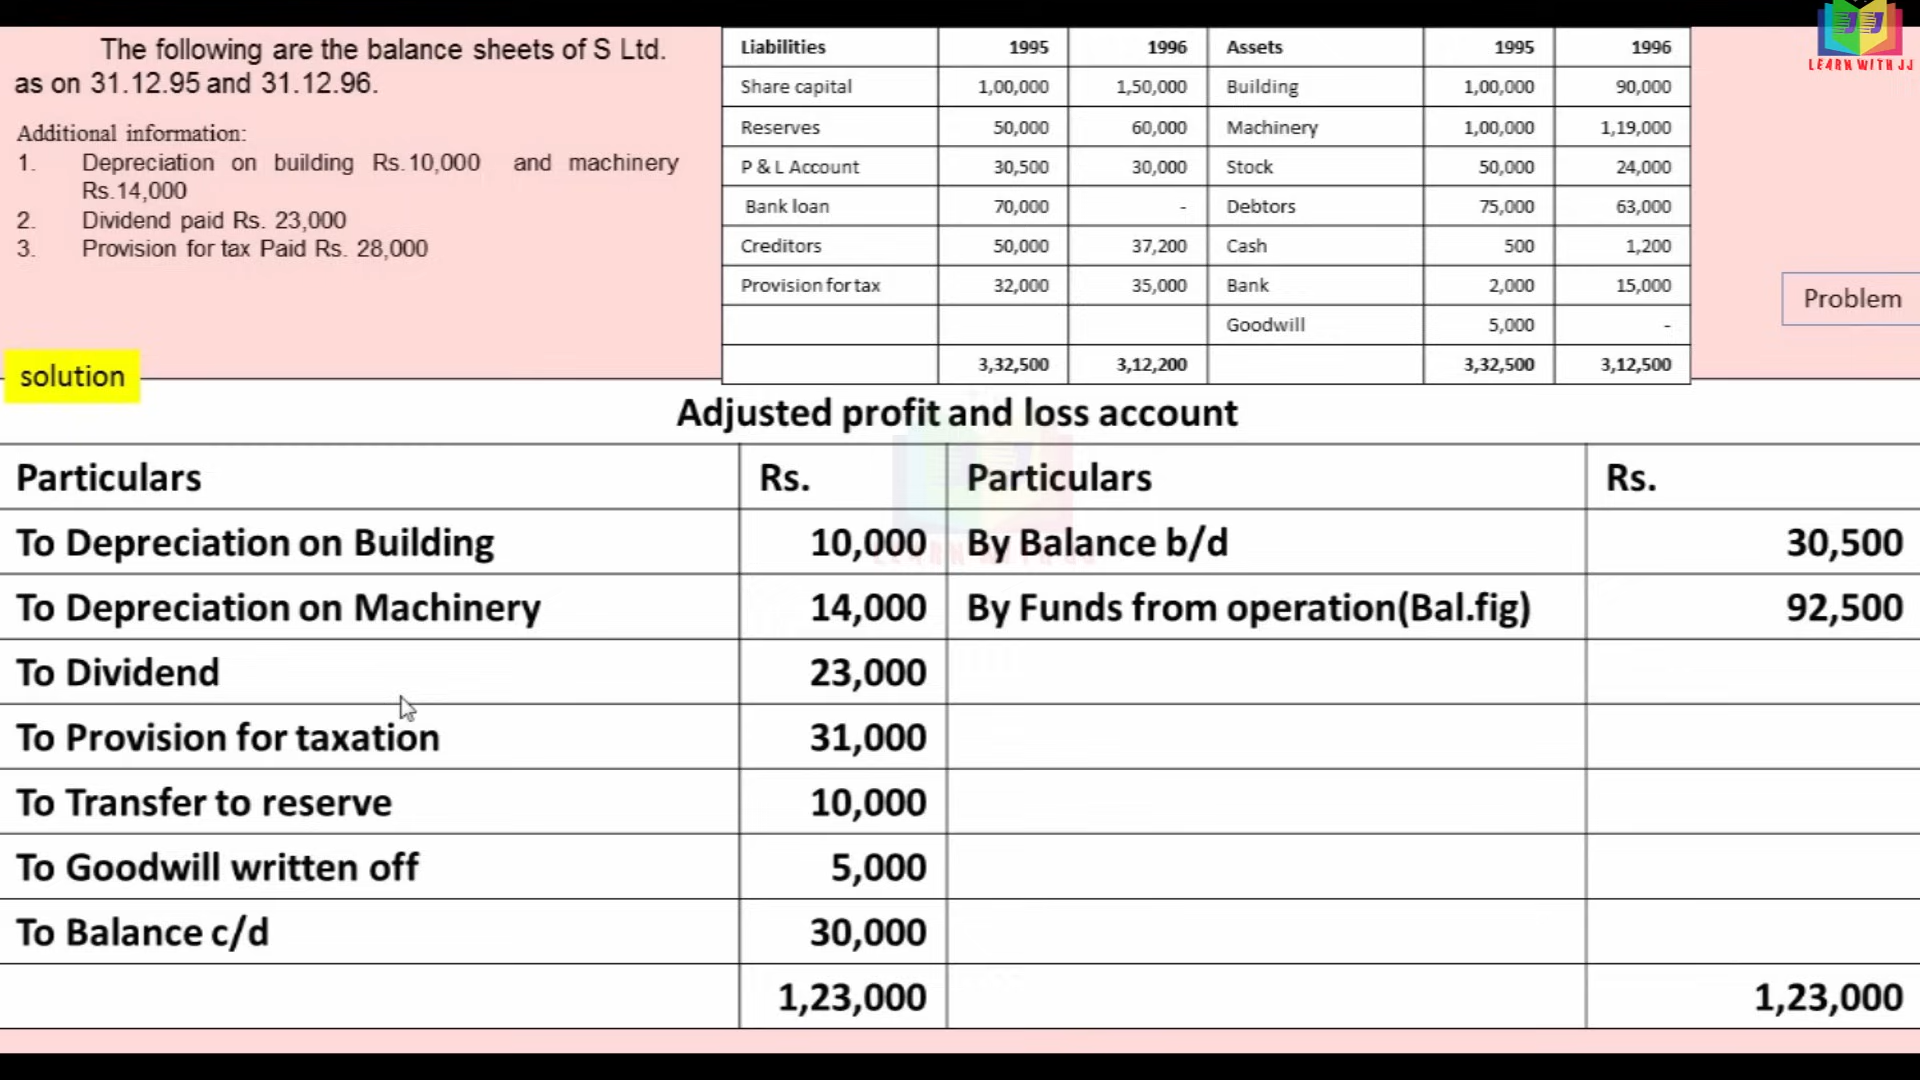 The following are the balance sheets of S Ltd.
as on 31.12.95 and 31.12.96.
Additional information:
1. Depreciation on building Rs.10,000 and machinery
Rs.14,000
2. Dividend paid Rs. 23,000
3. Provision for tax Paid Rs. 28,000
Liabilities 1995 1996 Assets 1995 1996
Share capital 1,00,000 1,50,000 Building 1,00,000 90,000
Reserves 50,000 60,000 Machinery 1,00,000 1,19,000
P & L Account 30,500 30,000 Stock 50,000 24,000
Bank loan 70,000 - Debtors 75,000 63,000
Creditors 50,000 37,200 Cash 500 1,200
Provision for tax 32,000 35,000 Bank 2,000 15,000
Goodwill 5,000 -
3,32,500 3,12,200 3,32,500 3,12,500
LEARN WITH JJ
Problem
solution
Adjusted profit and loss account
Particulars Rs. Particulars Rs.
To Depreciation on Building 10,000 By Balance b/d 30,500
To Depreciation on Machinery 14,000 By Funds from operation(Bal.fig) 92,500
To Dividend 23,000
To Provision for taxation 31,000
To Transfer to reserve 10,000
To Goodwill written off 5,000
To Balance c/d 30,000
1,23,000 1,23,000